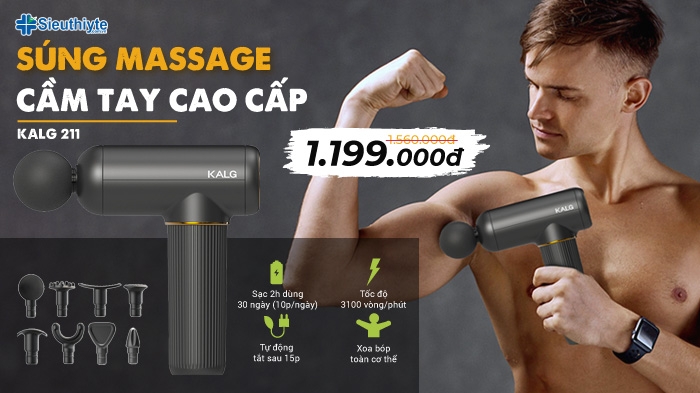 Sieuthiyte
.com.vn
SÚNG MASSAGE
CẦM TAY CAO CẤP
KALG 211
1.560.000đ
1.199.000đ
KALG
KALG
Sạc 2h dùng
30 ngày (10p/ngày)
Tốc độ
3100 vòng/phút
Tự động
tắt sau 15p
Xoa bóp
toàn cơ thể